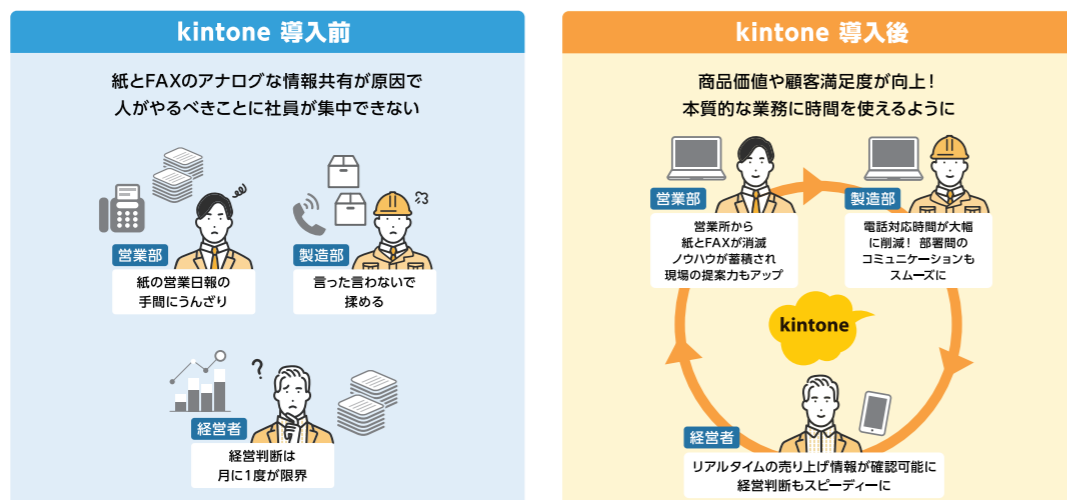 kintone 導入前
紙とFAXのアナログな情報共有が原因で
人がやるべきことに社員が集中できない
営業部
紙の営業日報の
手間にうんざり
製造部
言った言わないで
揉める
?
経営者
経営判断は
月に1度が限界
kintone 導入後
商品価値や顧客満足度が向上!
本質的な業務に時間を使えるように
営業部
営業所から
紙とFAXが消滅
ノウハウが蓄積され
現場の提案力もアップ
製造部
電話対応時間が大幅
に削減! 部署間の
コミュニケーションも
スムーズに
kintone
経営者
リアルタイムの売り上げ情報が確認可能に
経営判断もスピーディーに